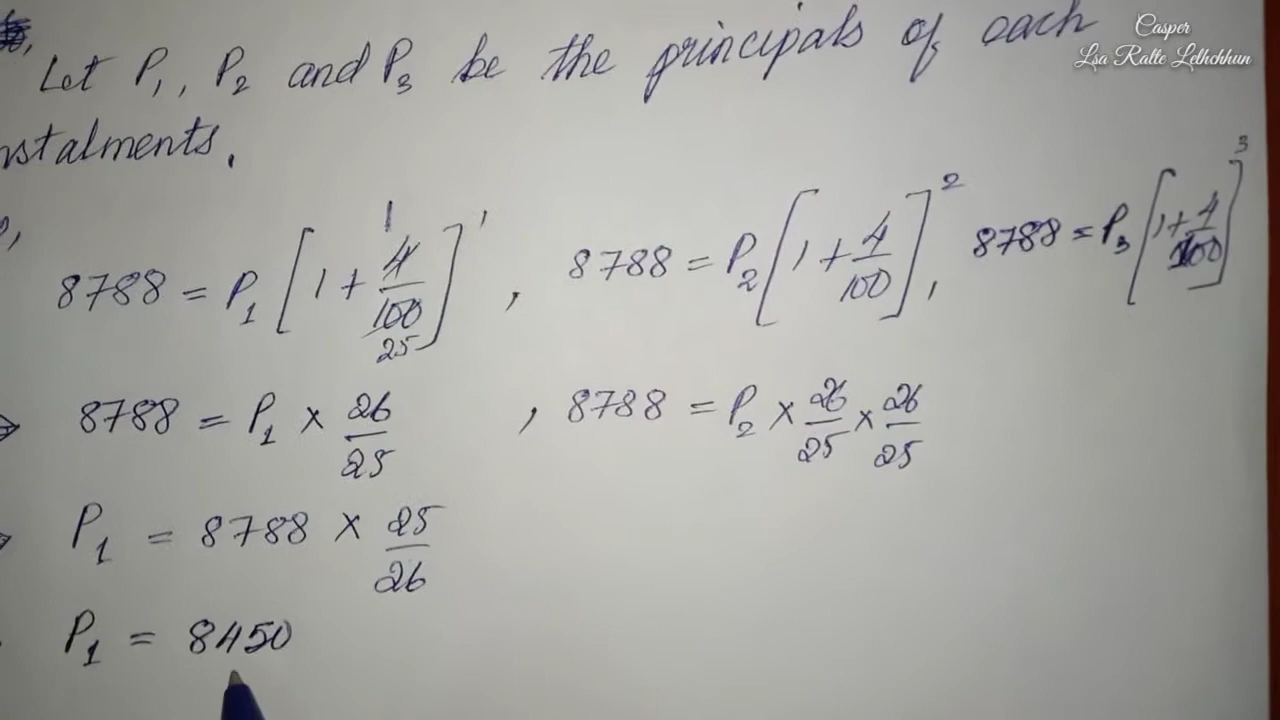 Casper
Lsa Ralte Lelhchhun
Let P₁, P₂ and P₃ be the principals of each
nstalments.
8788 = P₁ [1 + 4/100]¹ , 8788 = P₂ [1 + 4/100]² , 8788 = P₃ [1 + 4/100]³
1
25
⇒ 8788 = P₁ × 26/25 , 8788 = P₂ × 26/25 × 26/25
⇒ P₁ = 8788 × 25/26
P₁ = 8450